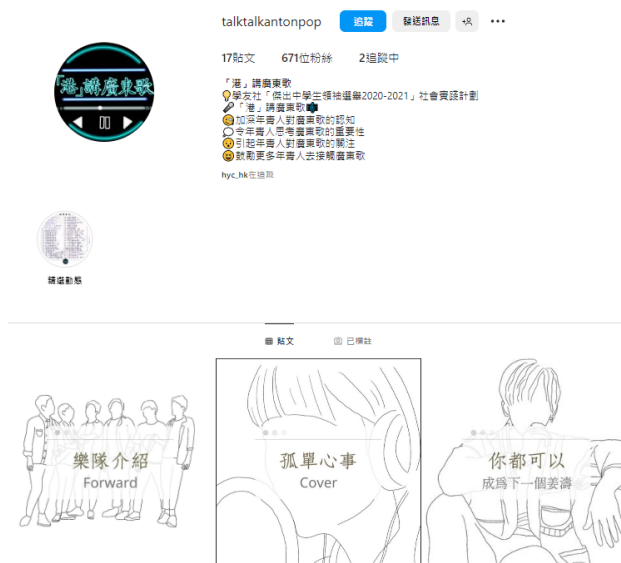 talktalkantonpop
追蹤
發送訊息
17貼文
671位粉絲
2追蹤中
「港」講廣東歌
學友社「傑出中學生領袖選舉2020-2021」社會實踐計劃
「港」講廣東歌
加深年青人對廣東歌的認知
令年青人思考廣東歌的重要性
引起年青人對廣東歌的關注
鼓勵更多年青人去接觸廣東歌
hyc_hk在追蹤
「港」講廣東歌
精選動態
貼文
已標註
樂隊介紹
Forward
孤單心事
Cover
你都可以
成爲下一個姜濤